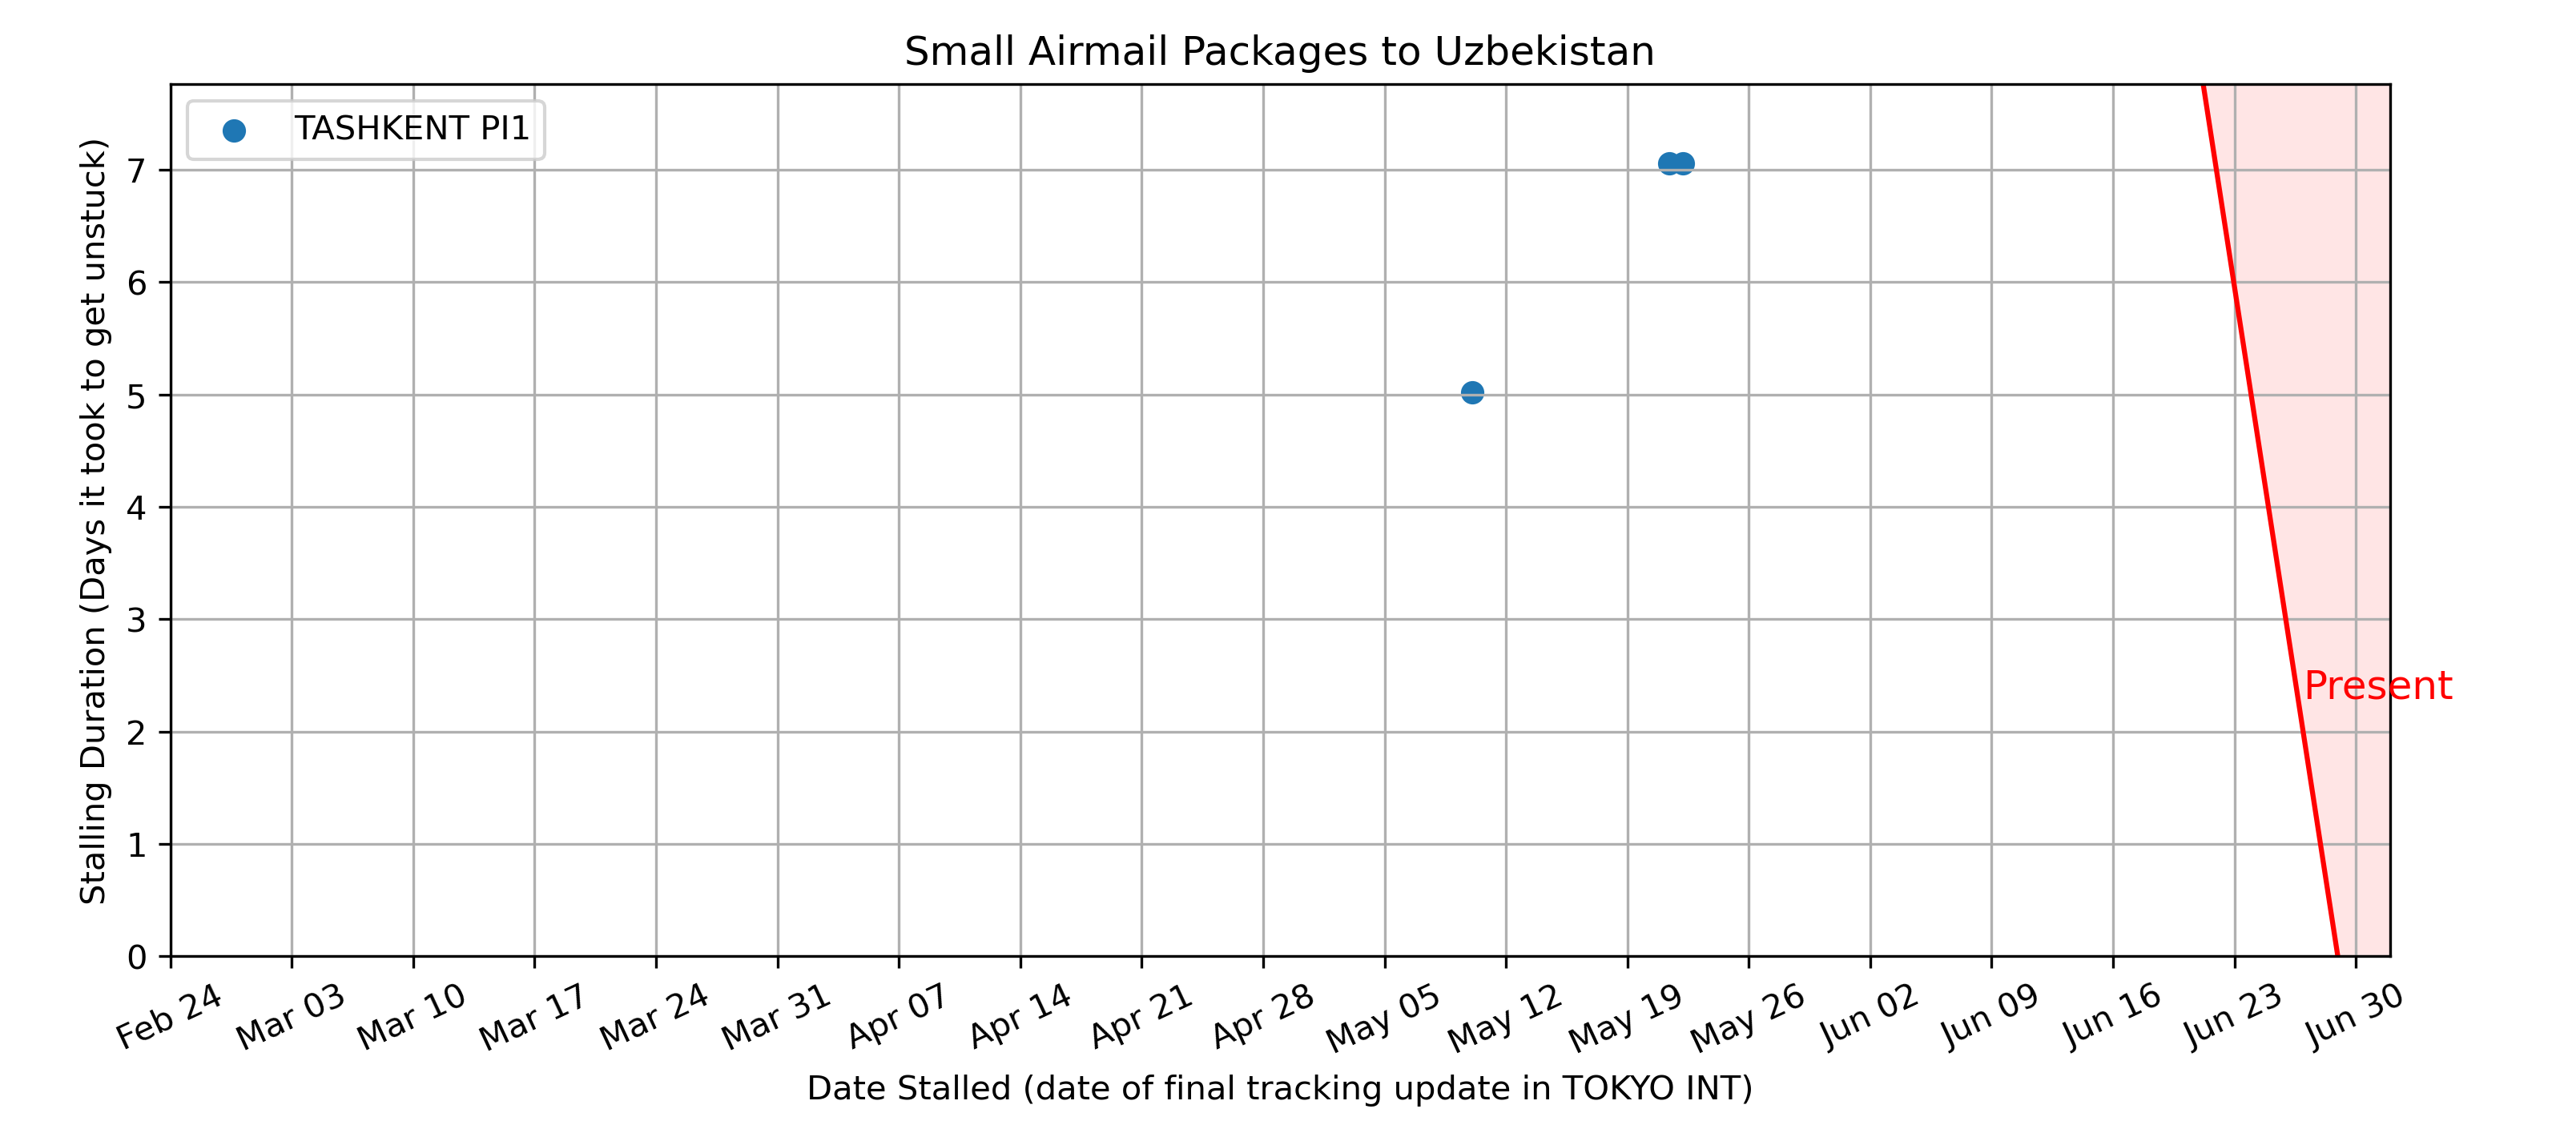 Small Airmail Packages to Uzbekistan
TASHKENT PI1
Stalling Duration (Days it took to get unstuck)
7
6
5
4
3
2
1
0
Present
Feb 24
Mar 03
Mar 10
Mar 17
Mar 24
Mar 31
Apr 07
Apr 14
Apr 21
Apr 28
May 05
May 12
May 19
May 26
Jun 02
Jun 09
Jun 16
Jun 23
Jun 30
Date Stalled (date of final tracking update in TOKYO INT)